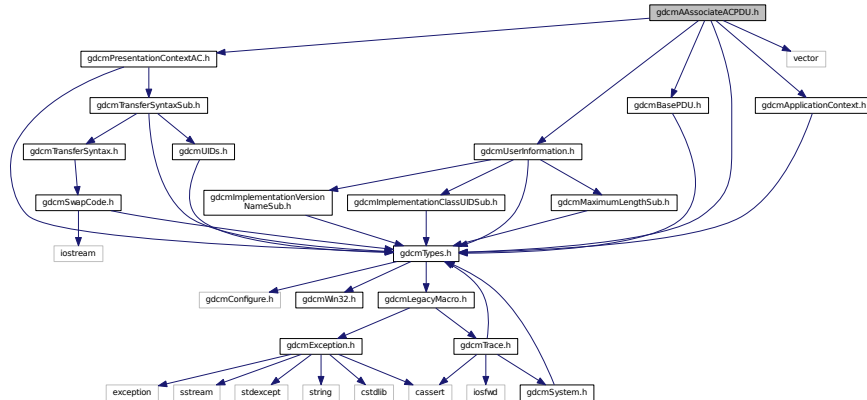 gdcmAAssociateACPDU.h
gdcmPresentationContextAC.h
vector
gdcmTransferSyntaxSub.h
gdcmBasePDU.h
gdcmApplicationContext.h
gdcmTransferSyntax.h
gdcmUIDs.h
gdcmUserInformation.h
gdcmSwapCode.h
gdcmImplementationVersion
NameSub.h
gdcmImplementationClassUIDSub.h
gdcmMaximumLengthSub.h
iostream
gdcmTypes.h
gdcmConfigure.h
gdcmWin32.h
gdcmLegacyMacro.h
gdcmException.h
gdcmTrace.h
exception
sstream
stdexcept
string
cstdlib
cassert
iosfwd
gdcmSystem.h